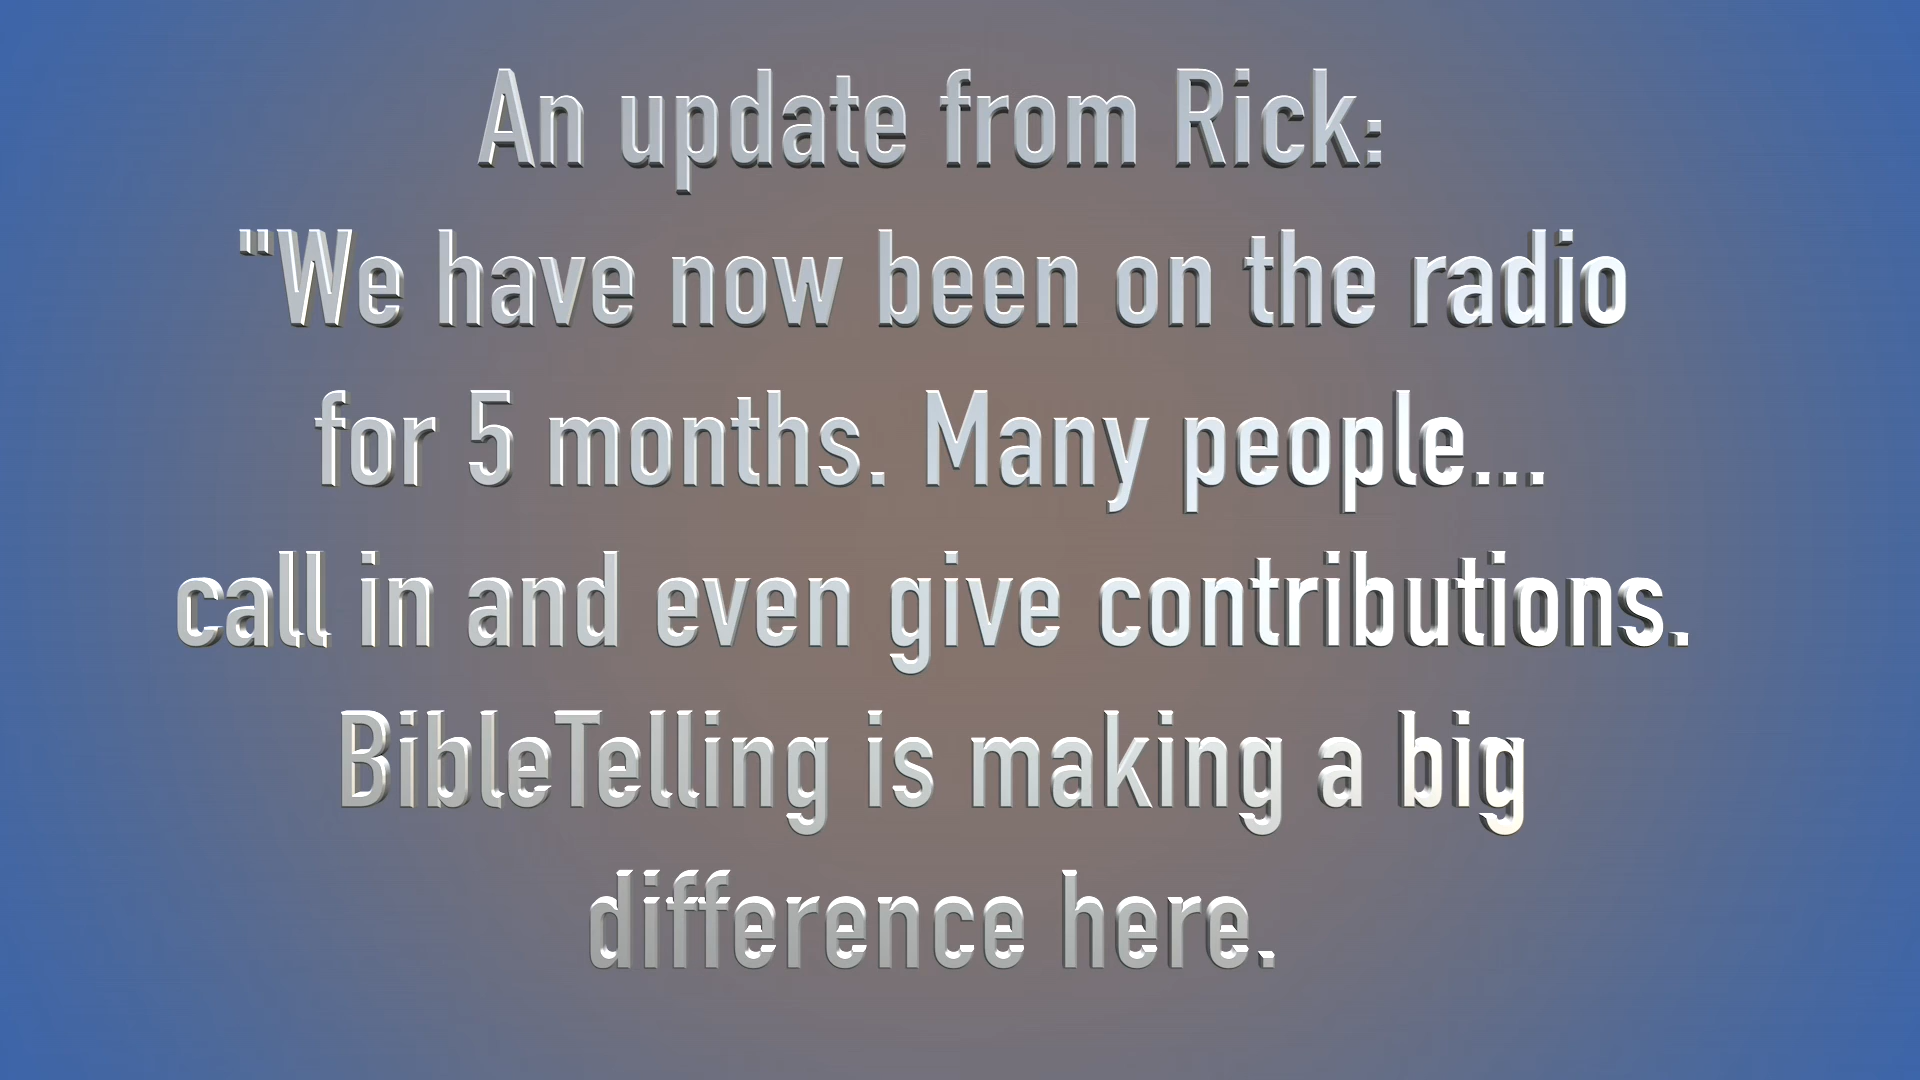 An update from Rick:
"We have now been on the radio
for 5 months. Many people...
call in and even give contributions.
BibleTelling is making a big
difference here.